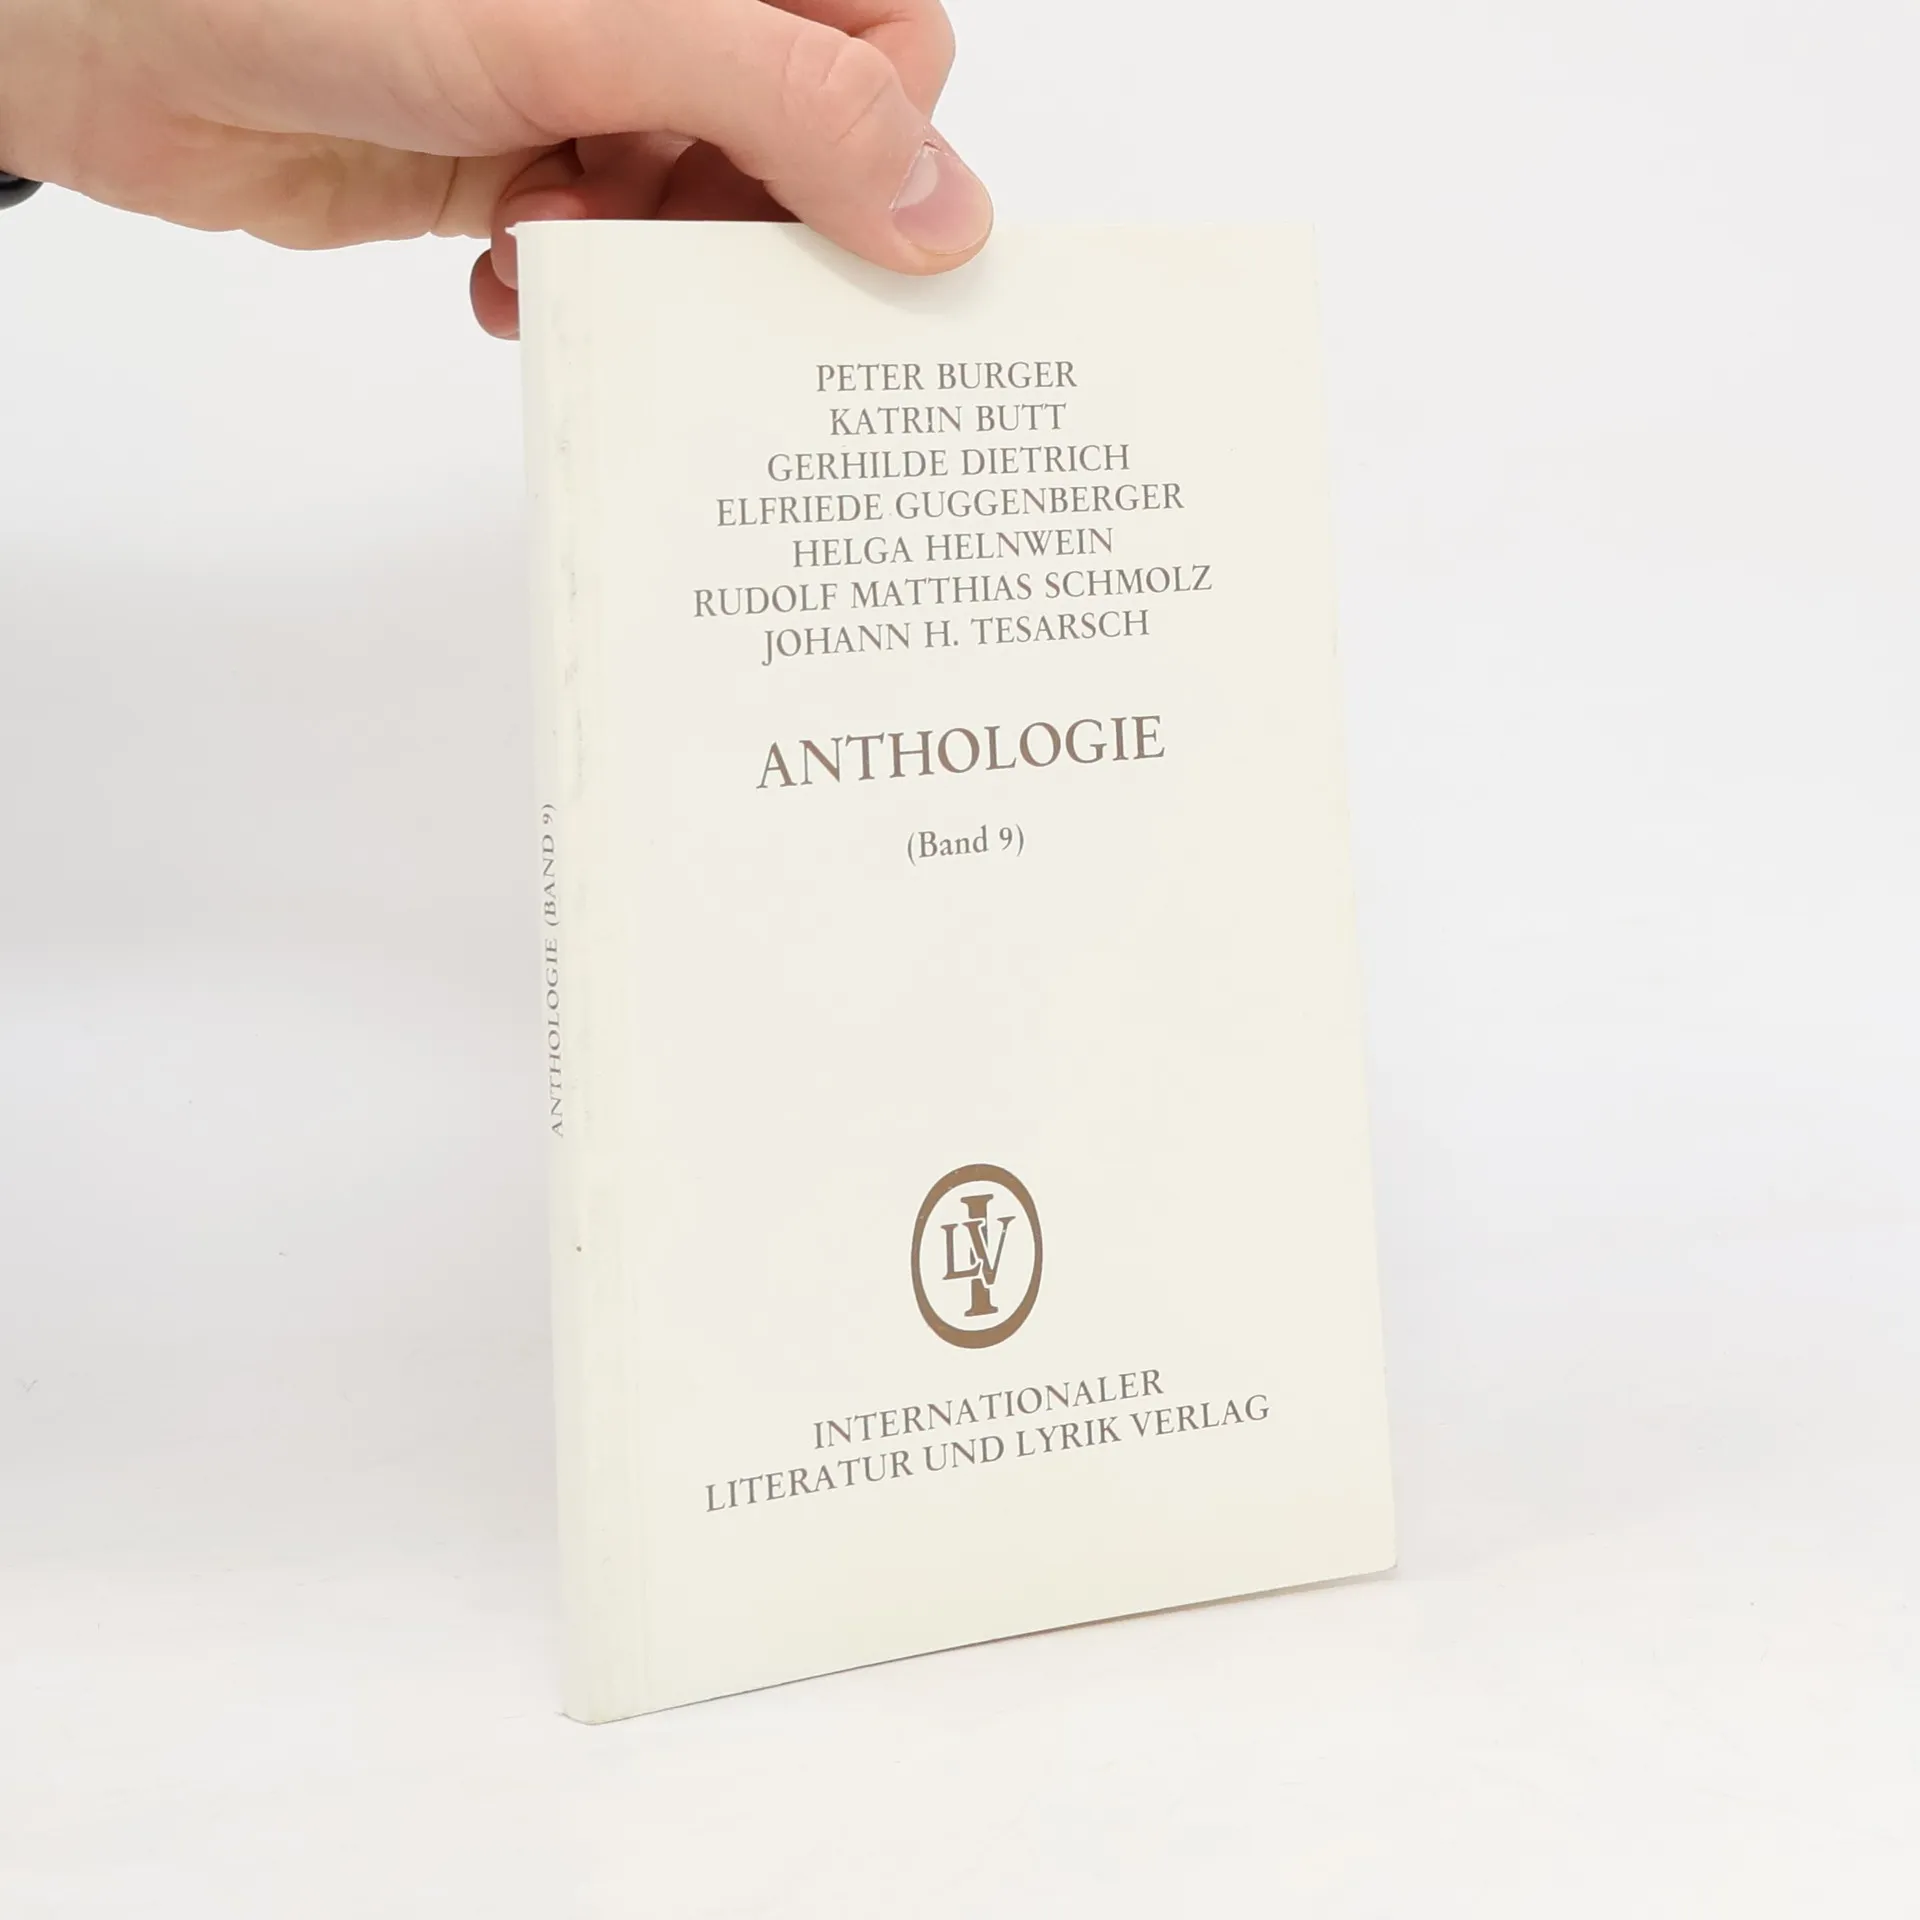 PETER BURGER
KATRIN BUTT
GERHILDE DIETRICH
ELFRIEDE GUGGENBERGER
HELGA HELNWEIN
RUDOLF MATTHIAS SCHMOLZ
JOHANN H. TESARSCH
ANTHOLOGIE
(Band 9)
ANTHOLOGIE (BAND 9)
LIV
INTERNATIONALER
LITERATUR UND LYRIK VERLAG